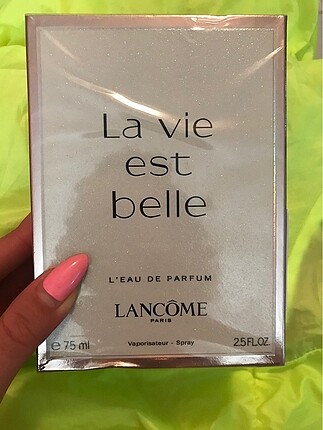 La vie
est
belle
L'EAU DE PARFUM
LANCÔME
PARIS
e 75 ml Vaporisateur - Spray 2.5 FL.OZ